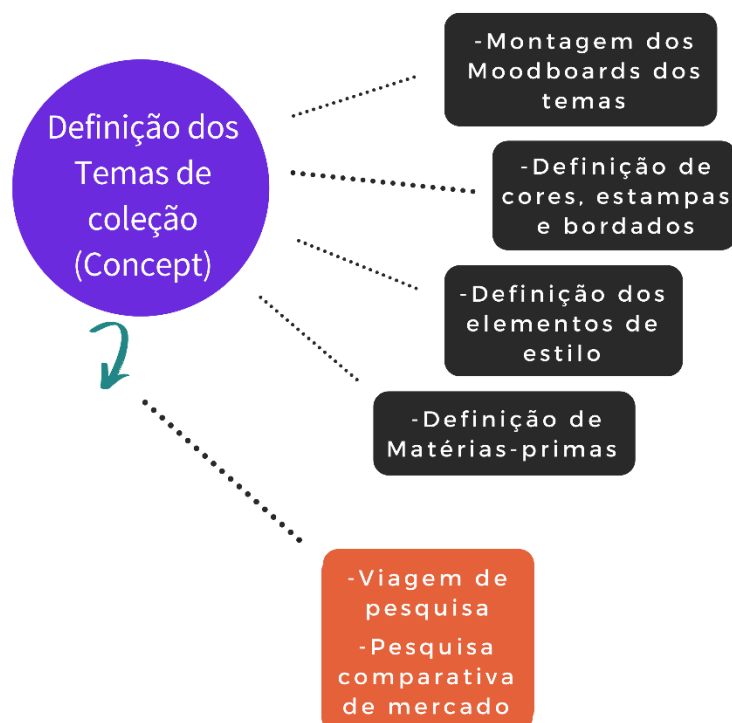 Definição dos
Temas de
coleção
(Concept)
-Montagem dos
Moodboards dos
temas
-Definição de
cores, estampas
e bordados
-Definição dos
elementos de
estilo
-Definição de
Matérias-primas
-Viagem de
pesquisa
-Pesquisa
comparativa
de mercado